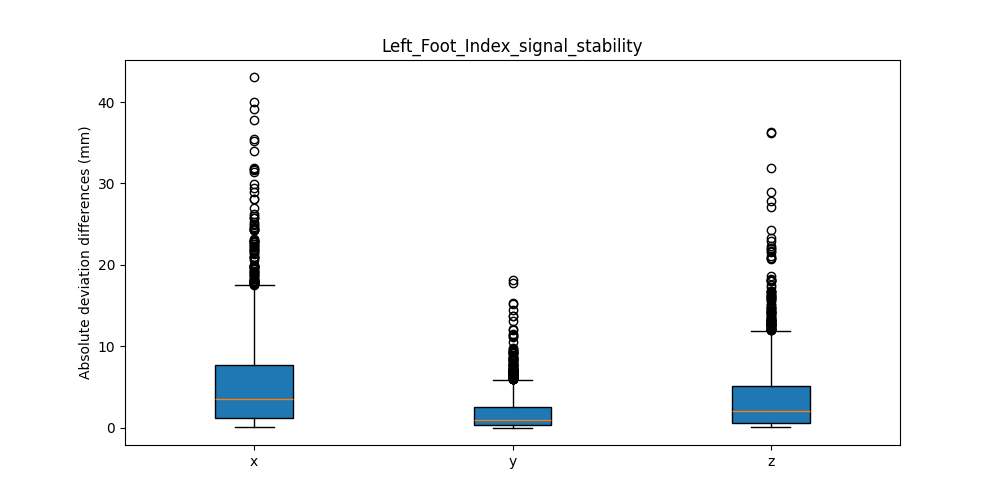 Left_Foot_Index_signal_stability
Absolute deviation differences (mm)
40
30
20
10
0
x y z